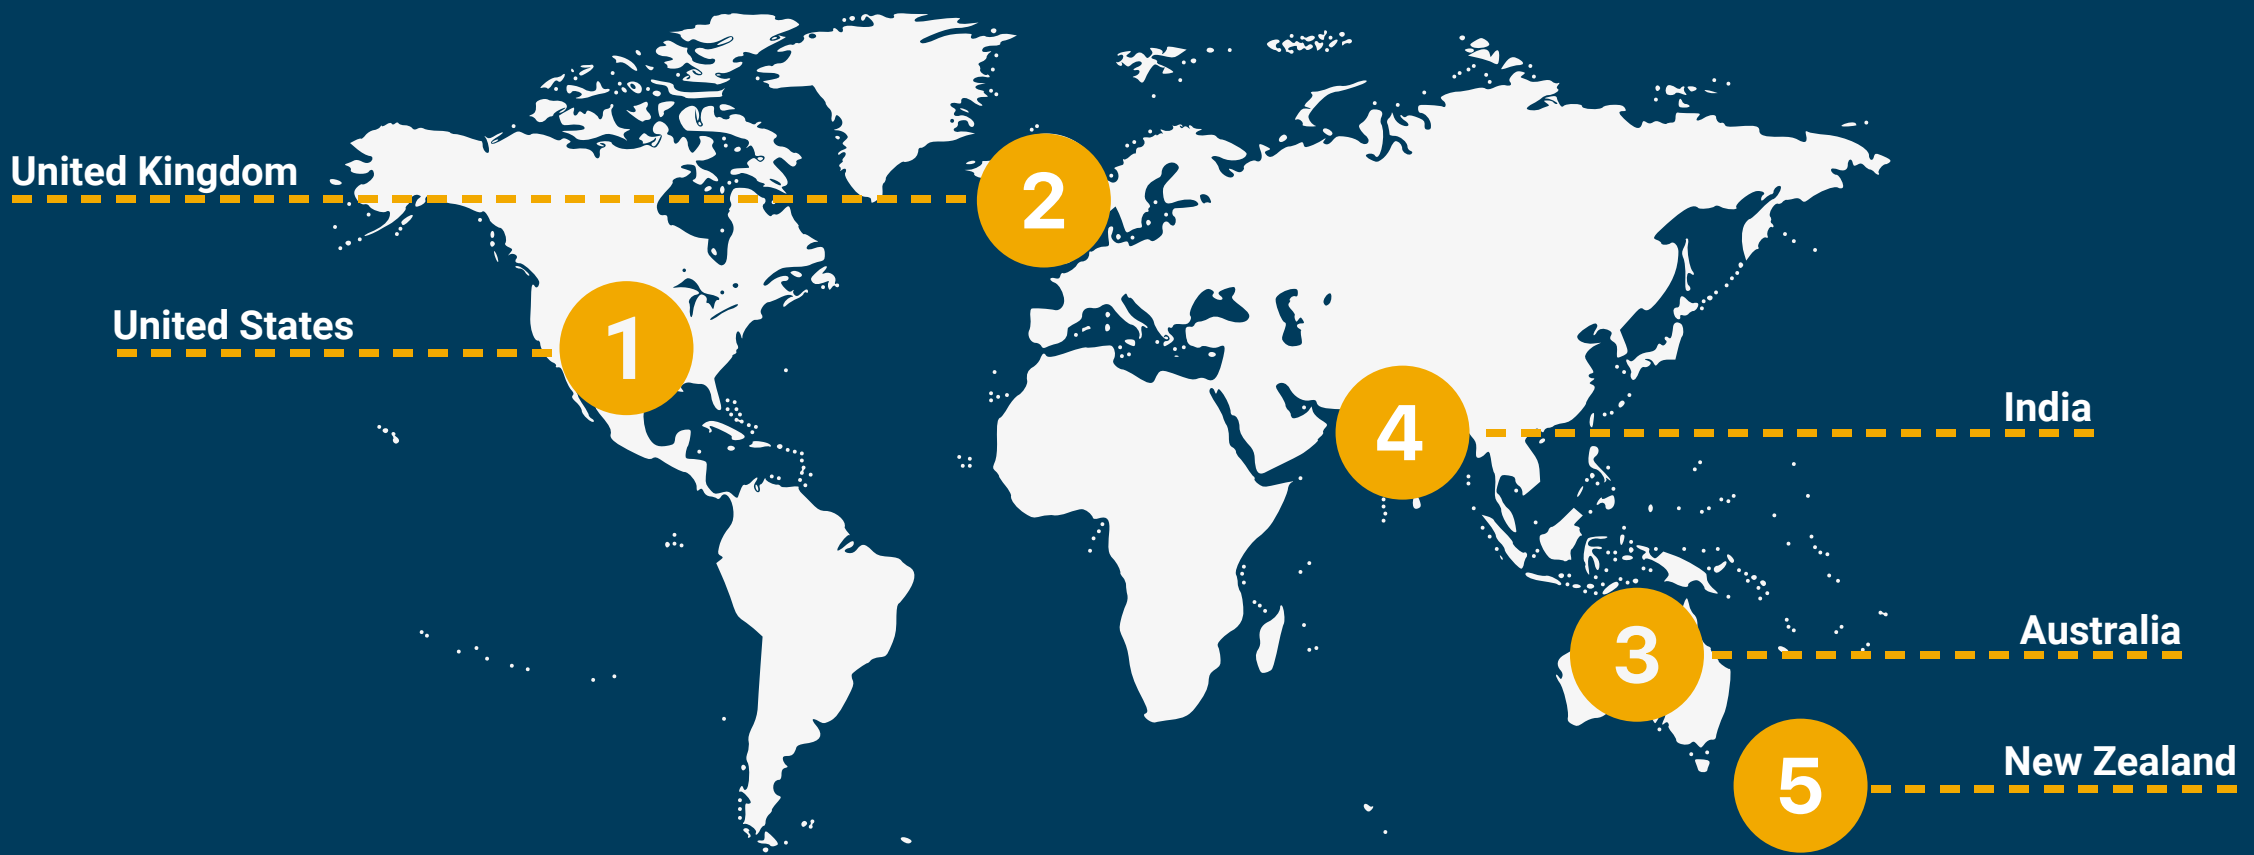 United Kingdom
2
United States
1
India
4
Australia
3
New Zealand
5